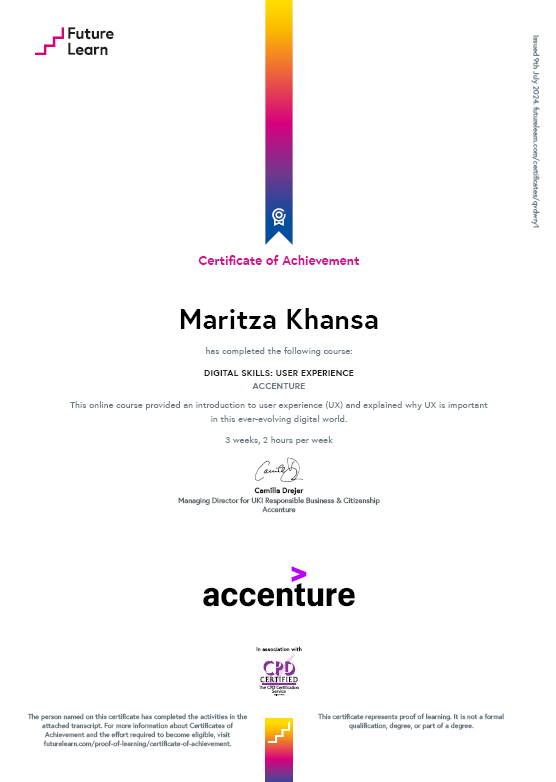 Future
Learn
Issued 9th July 2024. futurelearn.com/certificates/qvdwry1
Certificate of Achievement
Maritza Khansa
has completed the following course:
DIGITAL SKILLS: USER EXPERIENCE
ACCENTURE
This online course provided an introduction to user experience (UX) and explained why UX is important
in this ever-evolving digital world.
3 weeks, 2 hours per week
Camilla Drejer
Managing Director for UKI Responsible Business & Citizenship
Accenture
accenture
In association with
CPD
CERTIFIED
The CPD Certification
Service
The person named on this certificate has completed the activities in the
attached transcript. For more information about Certificates of
Achievement and the effort required to become eligible, visit
futurelearn.com/proof-of-learning/certificate-of-achievement.
This certificate represents proof of learning. It is not a formal
qualification, degree, or part of a degree.